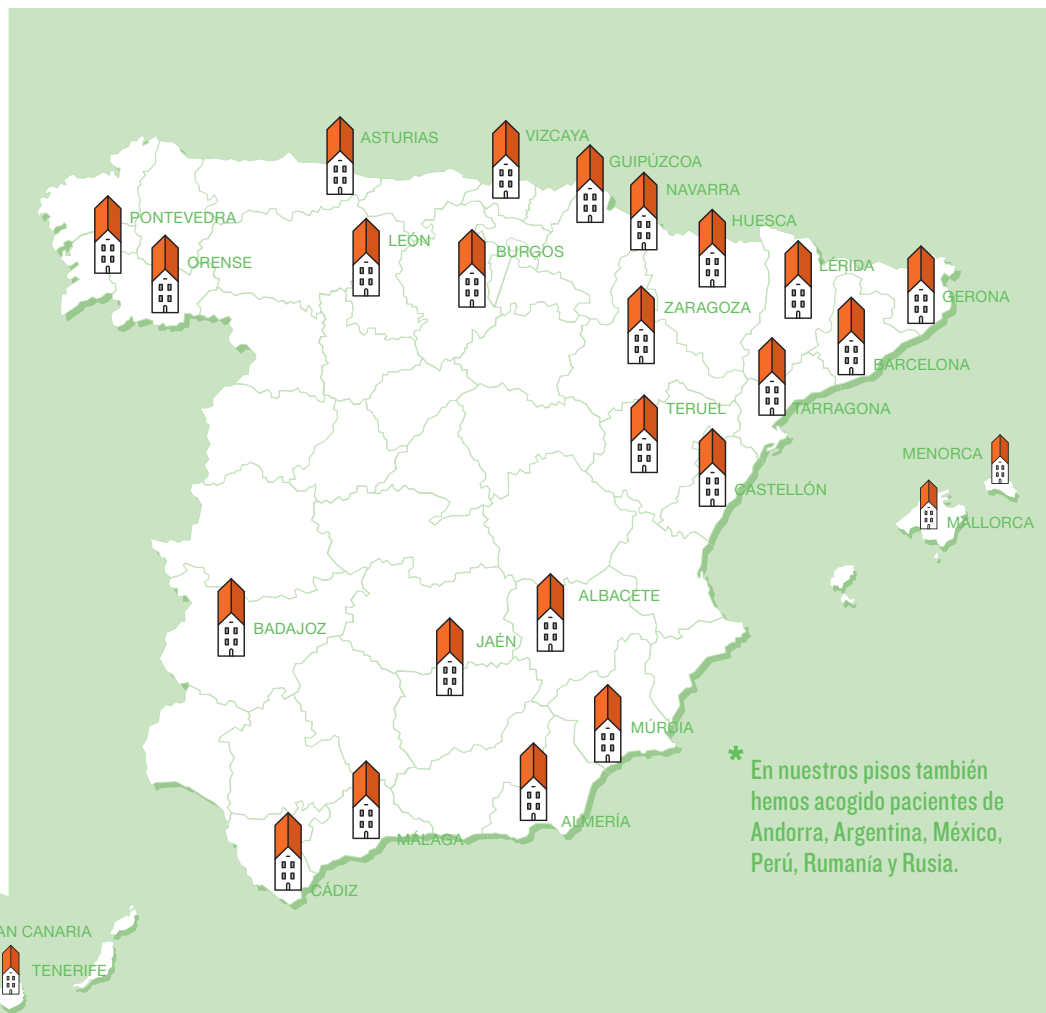 ASTURIAS
VIZCAYA
GUIPÚZCOA
NAVARRA
PONTEVEDRA
HUESCA
LEÓN
BURGOS
ORENSE
LÉRIDA
GERONA
ZARAGOZA
BARCELONA
TERUEL
TARRAGONA
MENORCA
CASTELLÓN
MALLORCA
ALBACETE
BADAJOZ
JAÉN
MÚRCIA
* En nuestros pisos también
hemos acogido pacientes de
Andorra, Argentina, México,
Perú, Rumanía y Rusia.
ALMERÍA
MÁLAGA
CÁDIZ
AN CANARIA
TENERIFE